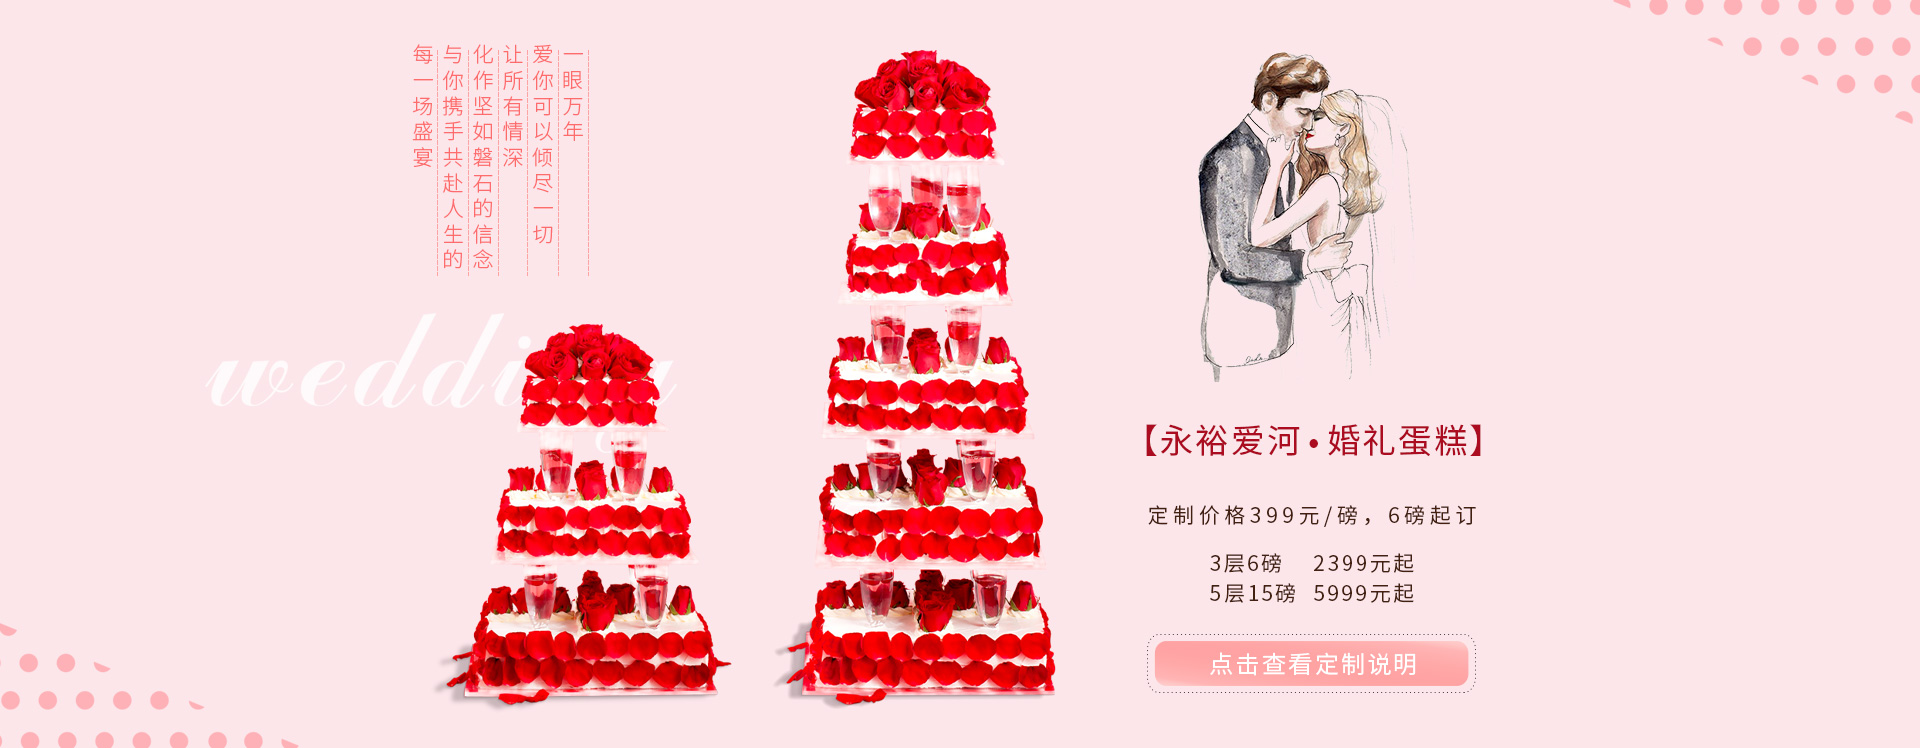 一眼万年
爱你可以倾尽一切
让所有情深
化作坚如磐石的信念
与你携手共赴人生的
每一场盛宴
wedding
【永裕爱河•婚礼蛋糕】
定制价格399元/磅，6磅起订
3层6磅 2399元起
5层15磅 5999元起
点击查看定制说明